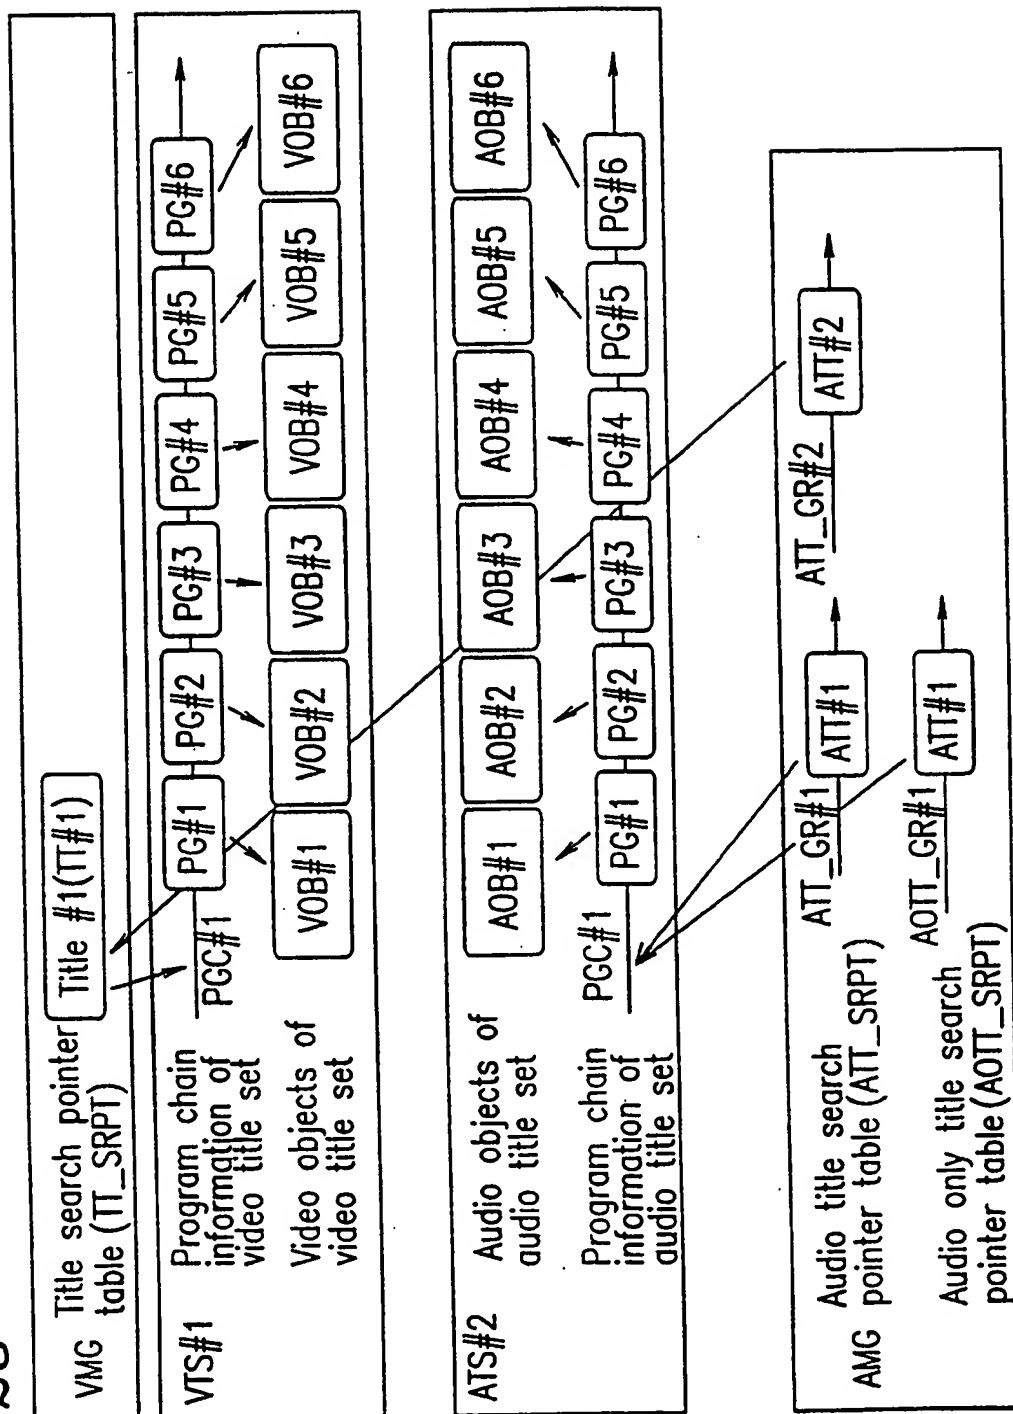 VMG
Title search pointer
table (TT_SRPT)
Title #1(TT#1)
VTS#1
Program chain
information of
video title set
PGC#1
PG#1
PG#2
PG#3
PG#4
PG#5
PG#6
Video objects of
video title set
VOB#1
VOB#2
VOB#3
VOB#4
VOB#5
VOB#6
ATS#2
Audio objects of
audio title set
AOB#1
AOB#2
AOB#3
AOB#4
AOB#5
AOB#6
Program chain
information of
audio title set
PGC#1
PG#1
PG#2
PG#3
PG#4
PG#5
PG#6
AMG
Audio title search
pointer table (ATT_SRPT)
ATT_GR#1
ATT#1
ATT_GR#2
ATT#2
Audio only title search
pointer table (AOTT_SRPT)
AOTT_GR#1
ATT#1